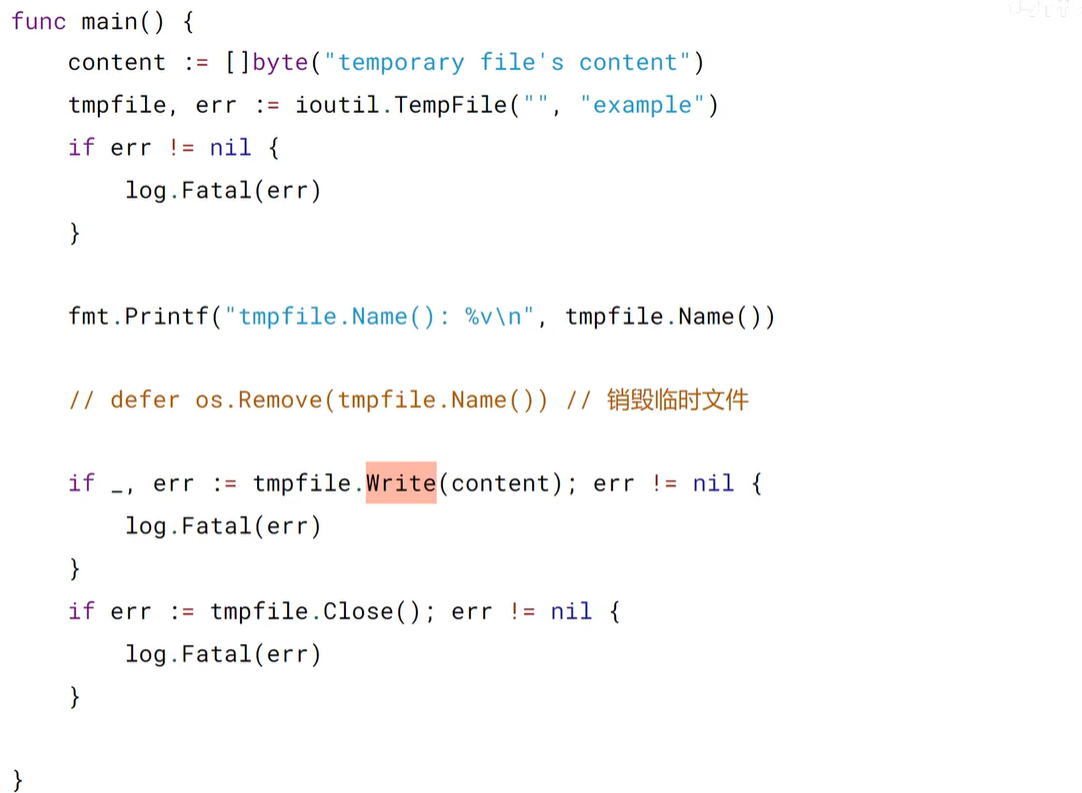 func main() {
    content := []byte("temporary file's content")
    tmpfile, err := ioutil.TempFile("", "example")
    if err != nil {
        log.Fatal(err)
    }
    fmt.Printf("tmpfile.Name(): %v\n", tmpfile.Name())
    // defer os.Remove(tmpfile.Name()) // 销毁临时文件
    if _, err := tmpfile.Write(content); err != nil {
        log.Fatal(err)
    }
    if err := tmpfile.Close(); err != nil {
        log.Fatal(err)
    }
}